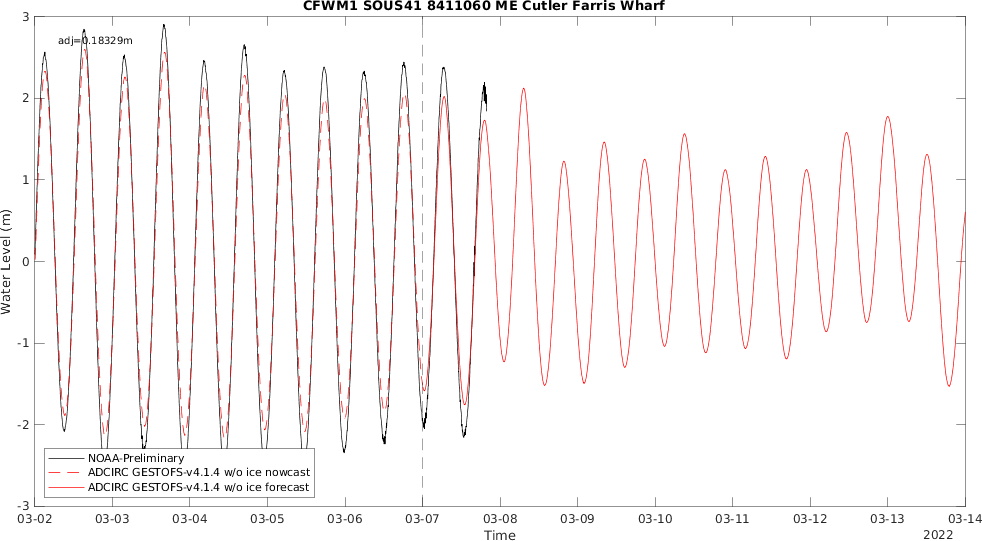 CFWM1 SOUS41 8411060 ME Cutler Farris Wharf
adj=0.18329m
3
2
1
0
-1
-2
-3
Water Level (m)
NOAA-Preliminary
ADCIRC GESTOFS-v4.1.4 w/o ice nowcast
ADCIRC GESTOFS-v4.1.4 w/o ice forecast
03-02 03-03 03-04 03-05 03-06 03-07 03-08 03-09 03-10 03-11 03-12 03-13 03-14
Time
2022